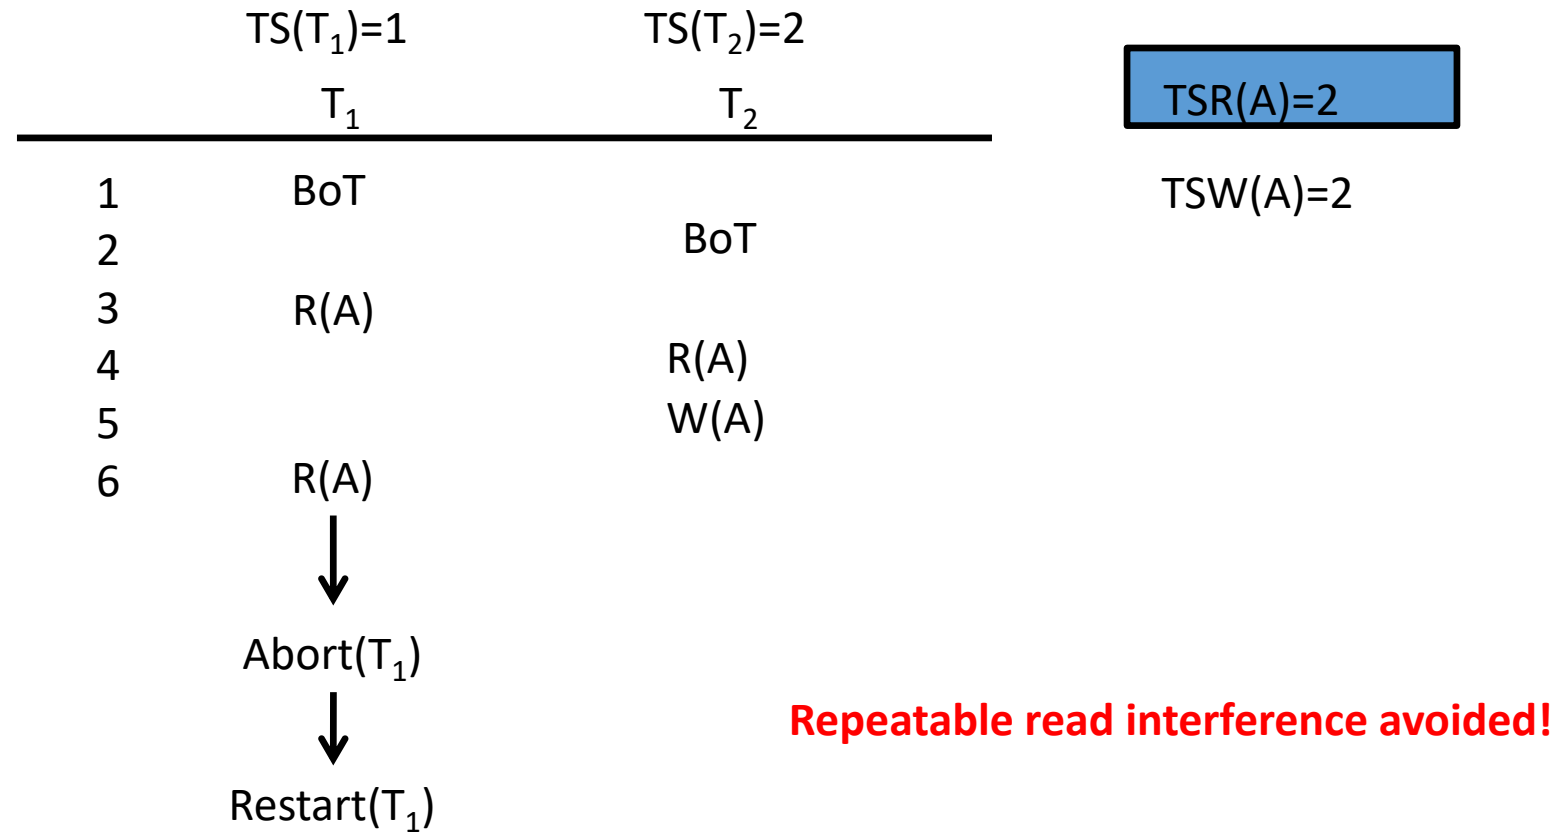 TS(T₁)=1 TS(T₂)=2
T₁ T₂ TSR(A)=2
1 BoT TSW(A)=2
2 BoT
3 R(A)
4 R(A)
5 W(A)
6 R(A)
Abort(T₁)
Repeatable read interference avoided!
Restart(T₁)